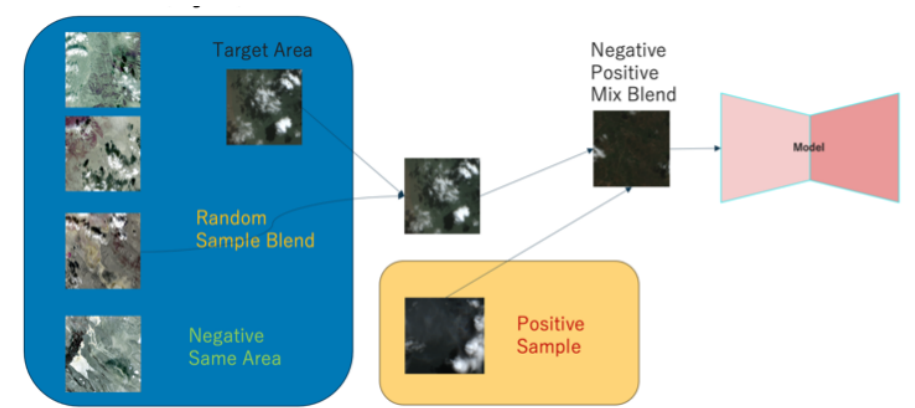 Target Area
Negative
Positive
Mix Blend
Model
Random
Sample Blend
Positive
Sample
Negative
Same Area